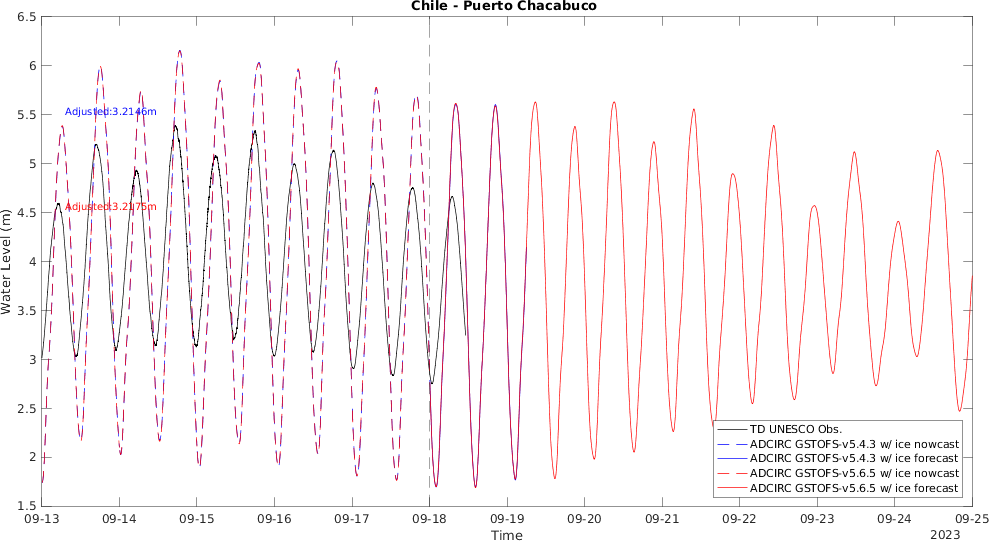 Chile - Puerto Chacabuco
6.5
6
5.5
5
4.5
4
3.5
3
2.5
2
1.5
Water Level (m)
Adjusted:3.2146m
Adjusted:3.2175m
TD UNESCO Obs.
ADCIRC GSTOFS-v5.4.3 w/ ice nowcast
ADCIRC GSTOFS-v5.4.3 w/ ice forecast
ADCIRC GSTOFS-v5.6.5 w/ ice nowcast
ADCIRC GSTOFS-v5.6.5 w/ ice forecast
09-13 09-14 09-15 09-16 09-17 09-18 09-19 09-20 09-21 09-22 09-23 09-24 09-25
Time
2023